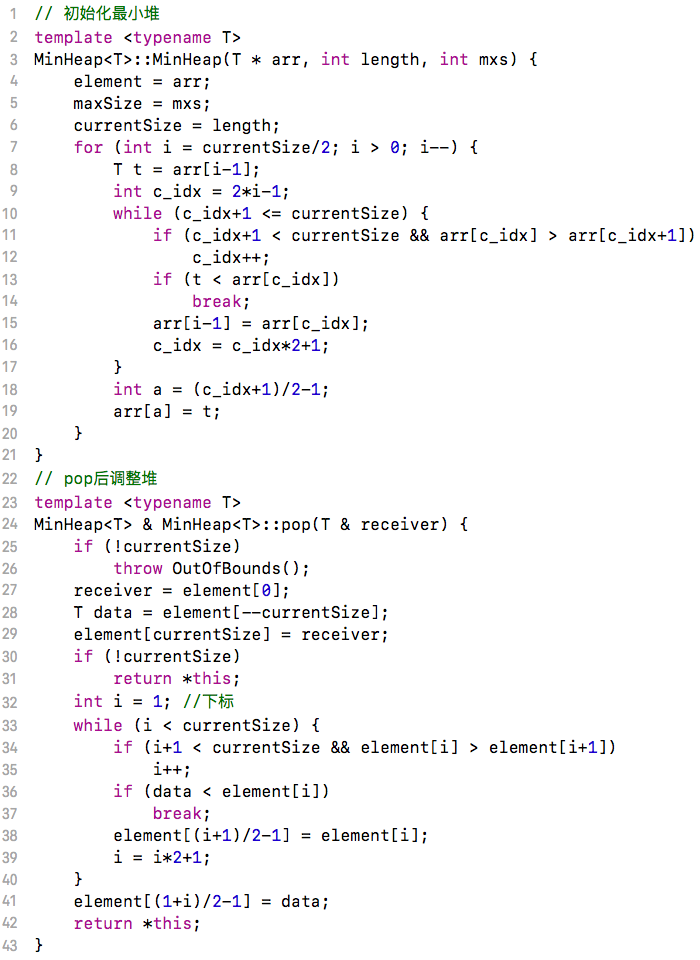 1 // 初始化最小堆
2 template <typename T>
3 MinHeap<T>::MinHeap(T * arr, int length, int mxs) {
4     element = arr;
5     maxSize = mxs;
6     currentSize = length;
7     for (int i = currentSize/2; i > 0; i--) {
8         T t = arr[i-1];
9         int c_idx = 2*i-1;
10         while (c_idx+1 <= currentSize) {
11             if (c_idx+1 < currentSize && arr[c_idx] > arr[c_idx+1])
12                 c_idx++;
13             if (t < arr[c_idx])
14                 break;
15             arr[i-1] = arr[c_idx];
16             c_idx = c_idx*2+1;
17         }
18         int a = (c_idx+1)/2-1;
19         arr[a] = t;
20     }
21 }
22 // pop后调整堆
23 template <typename T>
24 MinHeap<T> & MinHeap<T>::pop(T & receiver) {
25     if (!currentSize)
26         throw OutOfBounds();
27     receiver = element[0];
28     T data = element[--currentSize];
29     element[currentSize] = receiver;
30     if (!currentSize)
31         return *this;
32     int i = 1; //下标
33     while (i < currentSize) {
34         if (i+1 < currentSize && element[i] > element[i+1])
35             i++;
36         if (data < element[i])
37             break;
38         element[(i+1)/2-1] = element[i];
39         i = i*2+1;
40     }
41     element[(1+i)/2-1] = data;
42     return *this;
43 }